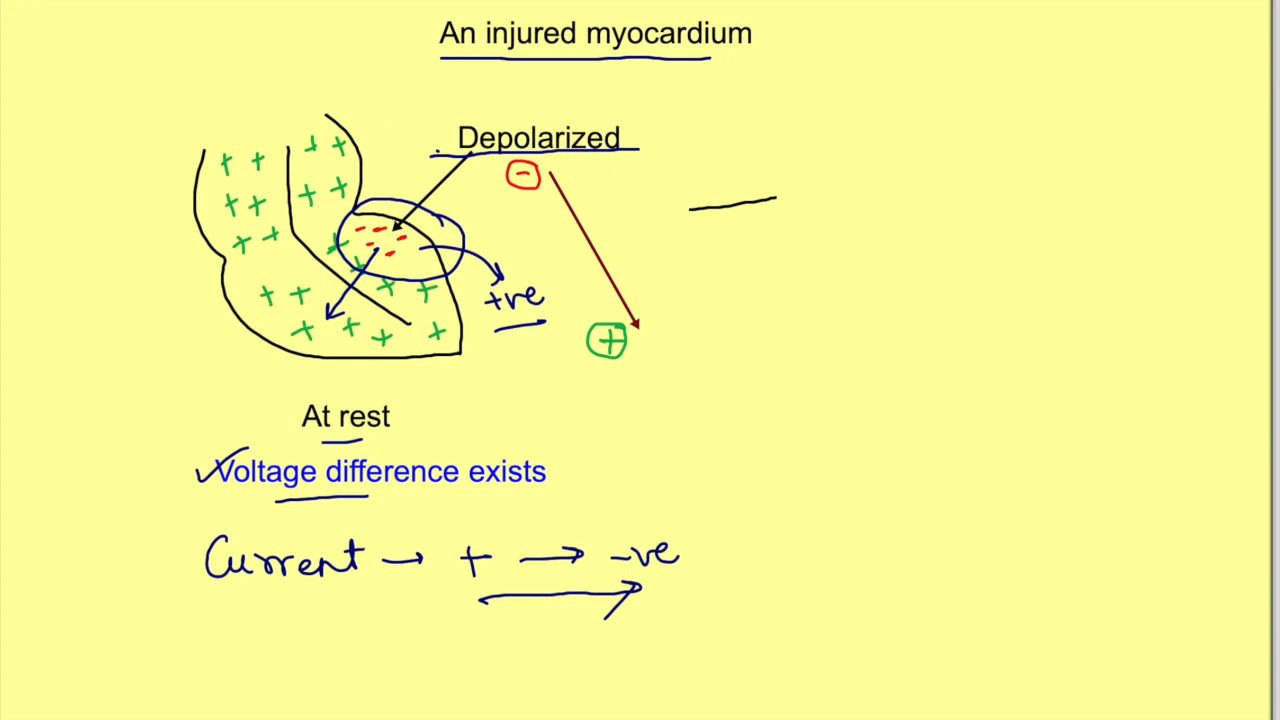 An injured myocardium
Depolarized
-
+ve
+
At rest
Voltage difference exists
Current → + → -ve